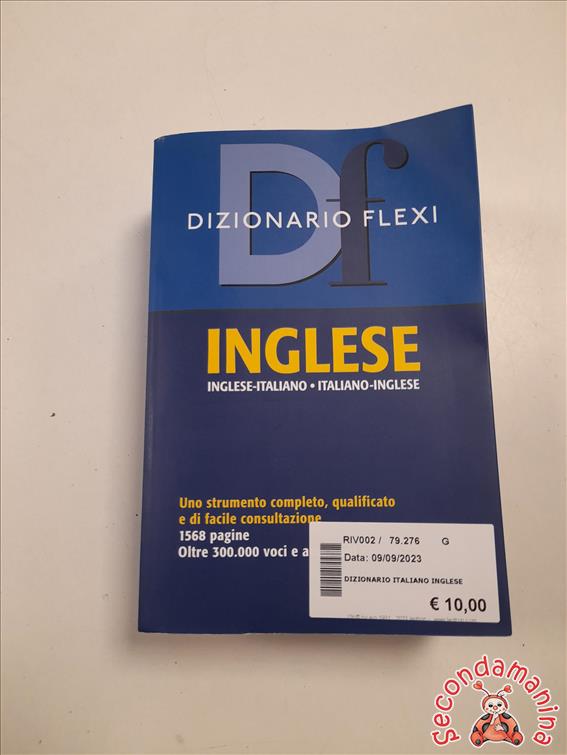 Df
DIZIONARIO FLEXI
INGLESE
INGLESE-ITALIANO • ITALIANO-INGLESE
Uno strumento completo, qualificato
e di facile consultazione
1568 pagine
Oltre 300.000 voci e a
RIV002 / 79.276 G
Data: 09/09/2023
DIZIONARIO ITALIANO INGLESE
€ 10,00
Secondamanina